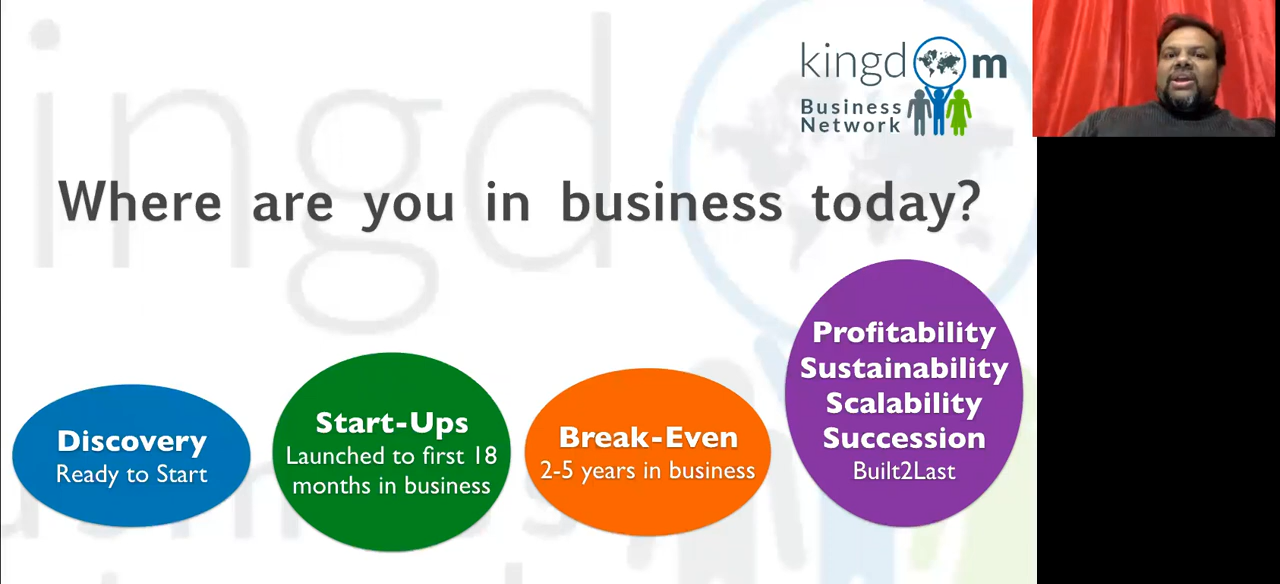 kingdom
Business
Network
Where are you in business today?
Discovery
Ready to Start
Start-Ups
Launched to first 18
months in business
Break-Even
2-5 years in business
Profitability
Sustainability
Scalability
Succession
Built2Last